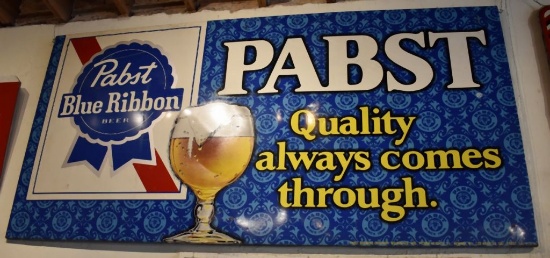 Pabst
Blue Ribbon
BEER
PABST
Quality
always comes
through.